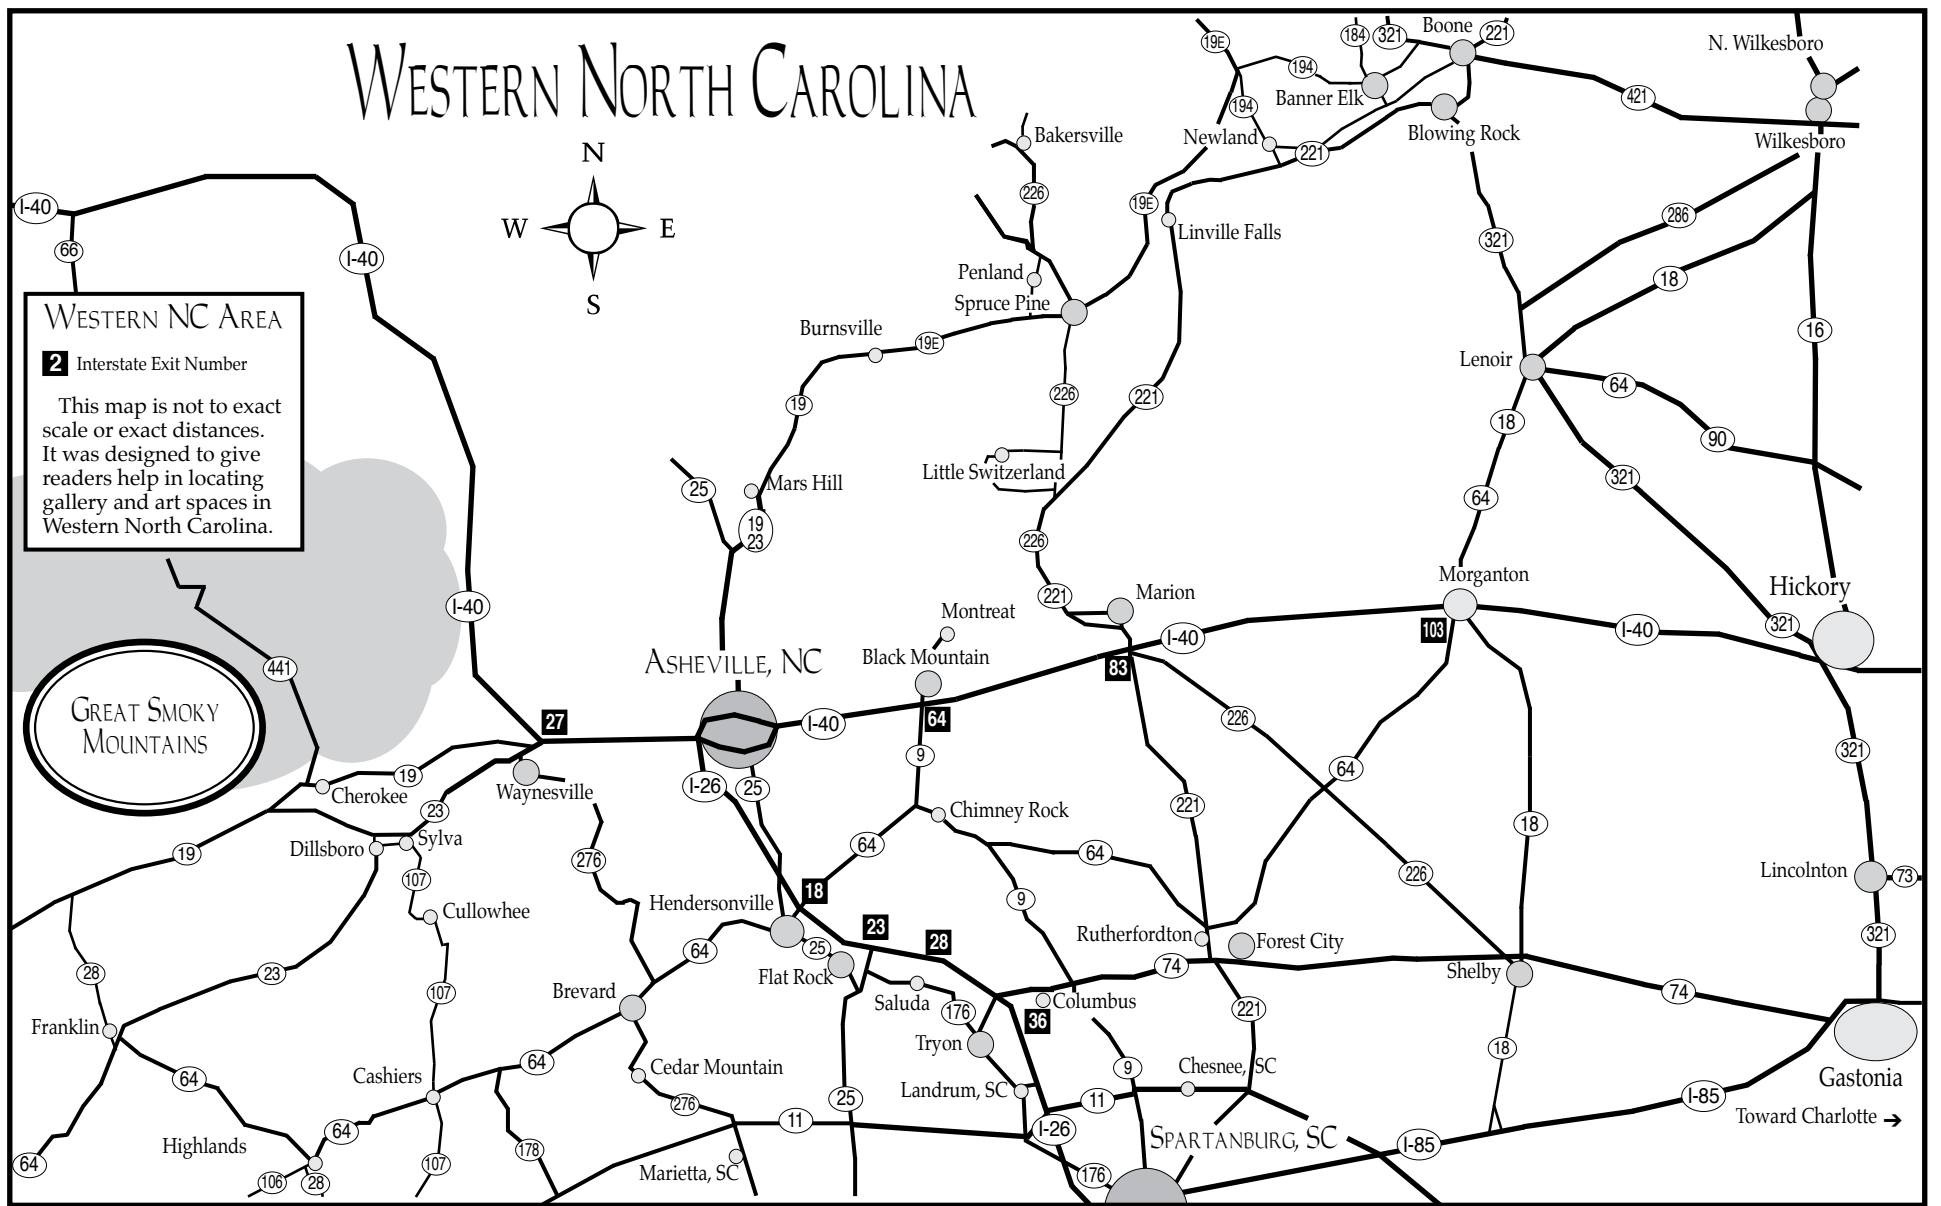 WESTERN NORTH CAROLINA
N
W
E
S
WESTERN NC AREA
2 Interstate Exit Number
This map is not to exact
scale or exact distances.
It was designed to give
readers help in locating
gallery and art spaces in
Western North Carolina.
GREAT SMOKY
MOUNTAINS
I-40
66
I-40
I-40
441
19E
194
194
184
321
Boone
221
N. Wilkesboro
Banner Elk
421
Newland
221
Blowing Rock
Wilkesboro
Bakersville
226
19E
Linville Falls
321
286
18
16
Penland
Spruce Pine
Burnsville
19E
19
226
221
Lenoir
64
18
90
321
64
Little Switzerland
25
Mars Hill
19
23
226
221
Marion
Morganton
Hickory
Montreat
Black Mountain
ASHEVILLE, NC
I-40
103
I-40
321
83
27
I-40
64
226
321
9
64
I-26
25
19
Cherokee
Waynesville
23
Chimney Rock
221
18
Dillsboro
Sylva
19
276
64
64
226
Lincolnton
73
107
18
Hendersonville
9
Cullowhee
23
28
Rutherfordton
Forest City
321
64
25
Flat Rock
74
Shelby
28
23
107
Brevard
Saluda
176
Columbus
36
221
74
Franklin
Tryon
18
64
Cashiers
64
Cedar Mountain
Landrum, SC
9
Chesnee, SC
Gastonia
276
25
11
I-85
Toward Charlotte ➔
Highlands
64
178
11
I-26
SPARTANBURG, SC
I-85
64
106
28
107
Marietta, SC
176